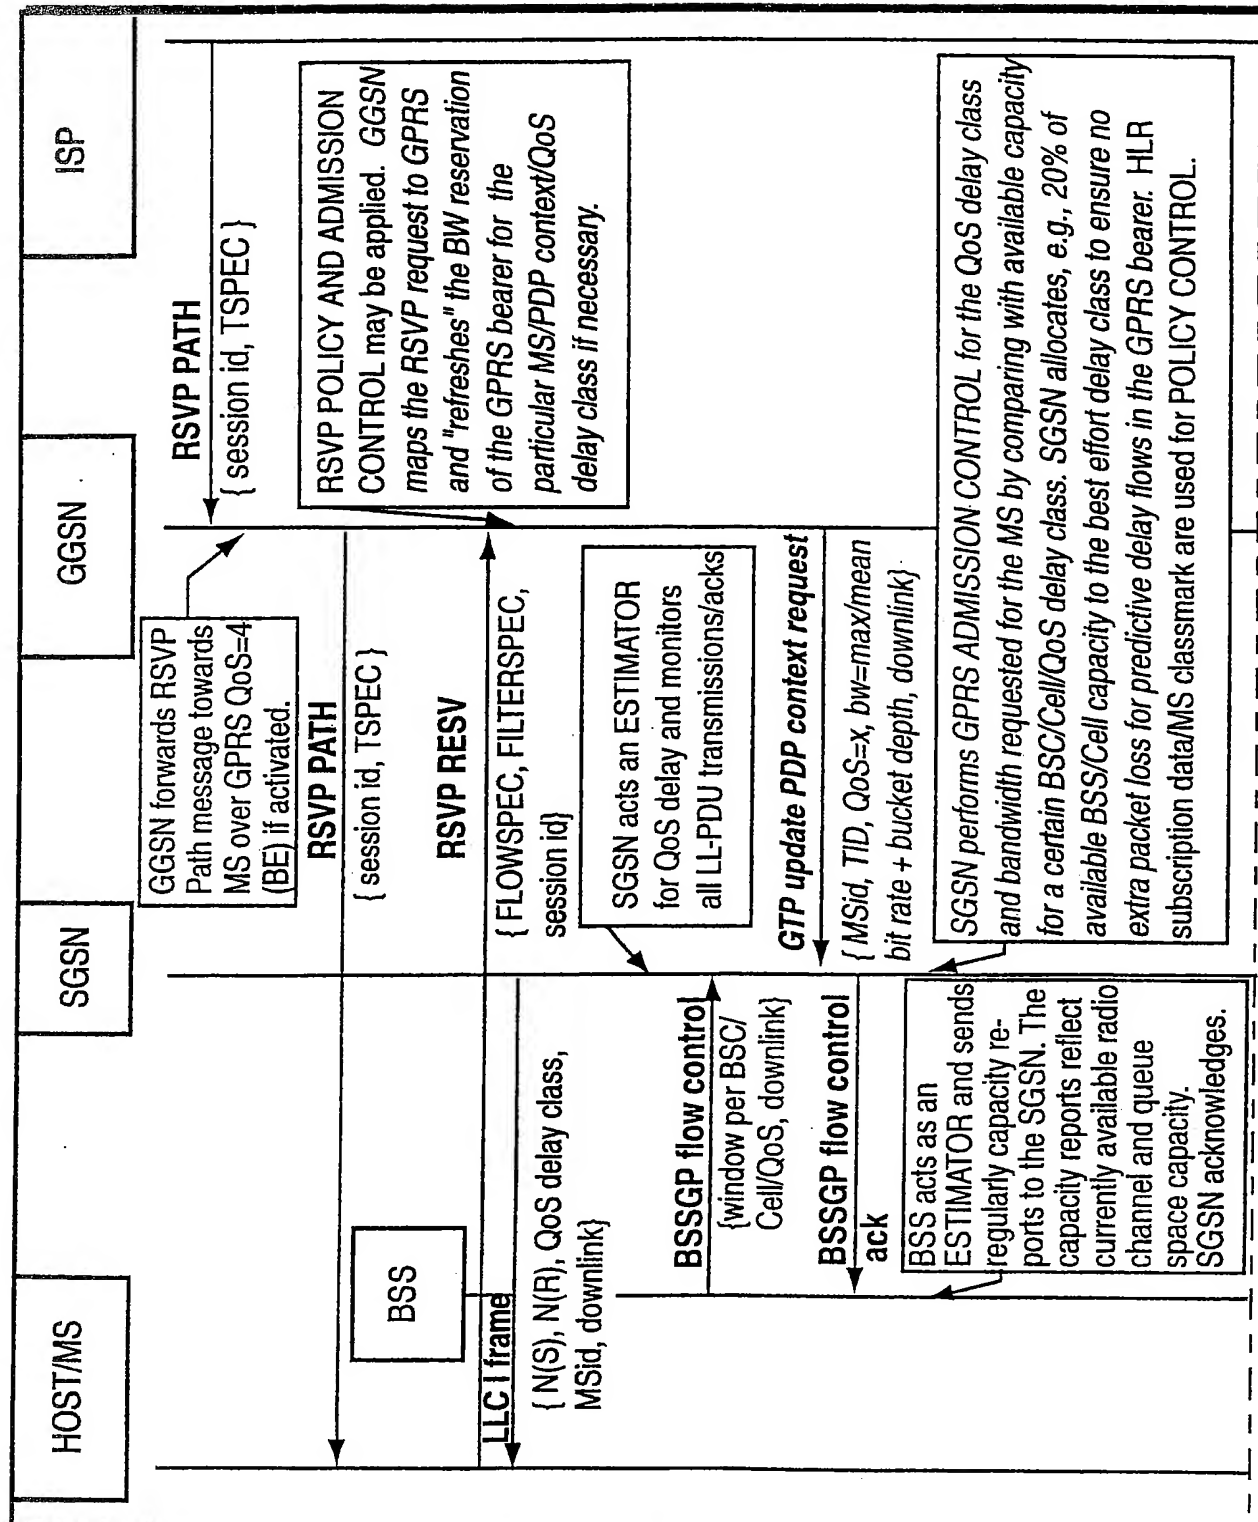 HOST/MS
SGSN
GGSN
ISP
RSVP PATH
{ session id, TSPEC }
GGSN forwards RSVP
Path message towards
MS over GPRS QoS=4
(BE) if activated.
RSVP PATH
{ session id, TSPEC }
RSVP POLICY AND ADMISSION
CONTROL may be applied. GGSN
maps the RSVP request to GPRS
and "refreshes" the BW reservation
of the GPRS bearer for the
particular MS/PDP context/QoS
delay class if necessary.
BSS
RSVP RESV
{ FLOWSPEC, FILTERSPEC,
session id}
LLC I frame
{ N(S), N(R), QoS delay class,
MSid, downlink}
SGSN acts an ESTIMATOR
for QoS delay and monitors
all LL-PDU transmissions/acks
BSSGP flow control
{window per BSC/
Cell/QoS, downlink}
GTP update PDP context request
{ MSid, TID, QoS=x, bw=max/mean
bit rate + bucket depth, downlink}
BSSGP flow control
ack
BSS acts as an
ESTIMATOR and sends
regularly capacity re-
ports to the SGSN. The
capacity reports reflect
currently available radio
channel and queue
space capacity.
SGSN acknowledges.
SGSN performs GPRS ADMISSION CONTROL for the QoS delay class
and bandwidth requested for the MS by comparing with available capacity
for a certain BSC/Cell/QoS delay class. SGSN allocates, e.g., 20% of
available BSS/Cell capacity to the best effort delay class to ensure no
extra packet loss for predictive delay flows in the GPRS bearer. HLR
subscription data/MS classmark are used for POLICY CONTROL.